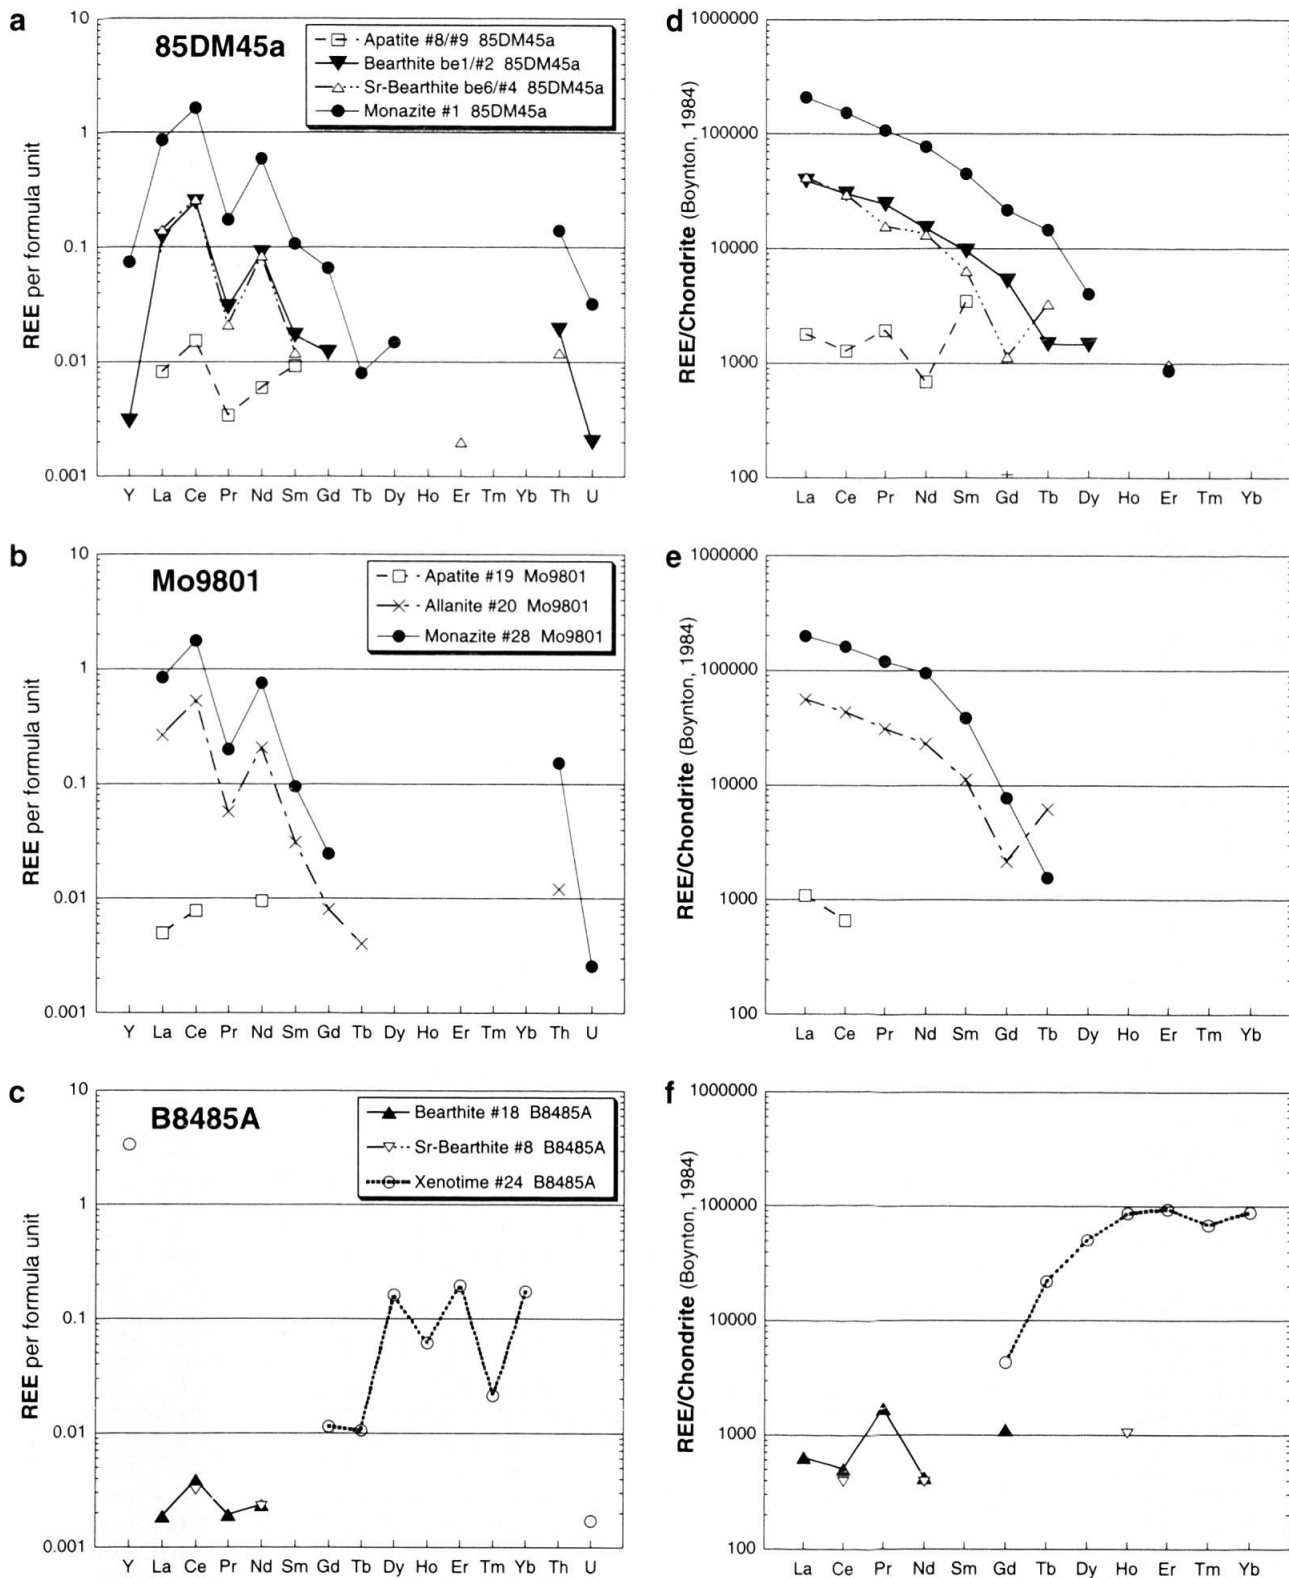 a
85DM45a
Apatite #8/#9 85DM45a
Bearthite be1/#2 85DM45a
Sr-Bearthite be6/#4 85DM45a
Monazite #1 85DM45a
10
1
0.1
0.01
0.001
REE per formula unit
Y La Ce Pr Nd Sm Gd Tb Dy Ho Er Tm Yb Th U
d
1000000
100000
10000
1000
100
REE/Chondrite (Boynton, 1984)
La Ce Pr Nd Sm Gd Tb Dy Ho Er Tm Yb
b
Mo9801
Apatite #19 Mo9801
Allanite #20 Mo9801
Monazite #28 Mo9801
10
1
0.1
0.01
0.001
REE per formula unit
Y La Ce Pr Nd Sm Gd Tb Dy Ho Er Tm Yb Th U
e
1000000
100000
10000
1000
100
REE/Chondrite (Boynton, 1984)
La Ce Pr Nd Sm Gd Tb Dy Ho Er Tm Yb
c
B8485A
Bearthite #18 B8485A
Sr-Bearthite #8 B8485A
Xenotime #24 B8485A
10
1
0.1
0.01
0.001
REE per formula unit
Y La Ce Pr Nd Sm Gd Tb Dy Ho Er Tm Yb Th U
f
1000000
100000
10000
1000
100
REE/Chondrite (Boynton, 1984)
La Ce Pr Nd Sm Gd Tb Dy Ho Er Tm Yb